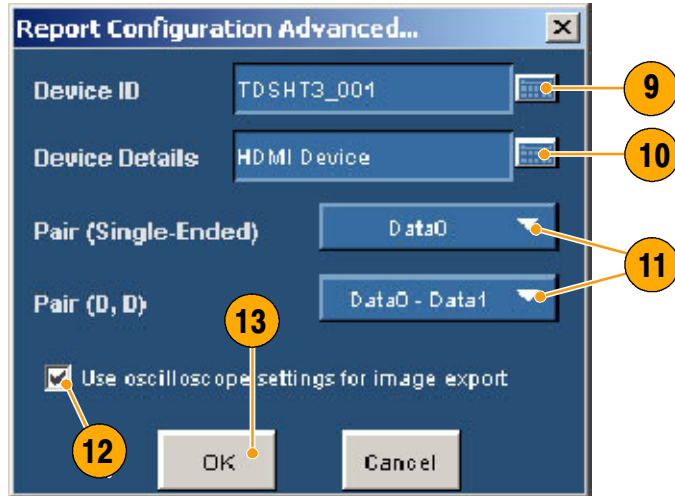 Report Configuration Advanced...
Device ID
TDSHT3_001
9
Device Details
HDMI Device
10
Pair (Single-Ended)
Data0
11
Pair (D, D)
Data0 - Data1
13
Use oscilloscope settings for image export
12
OK
Cancel